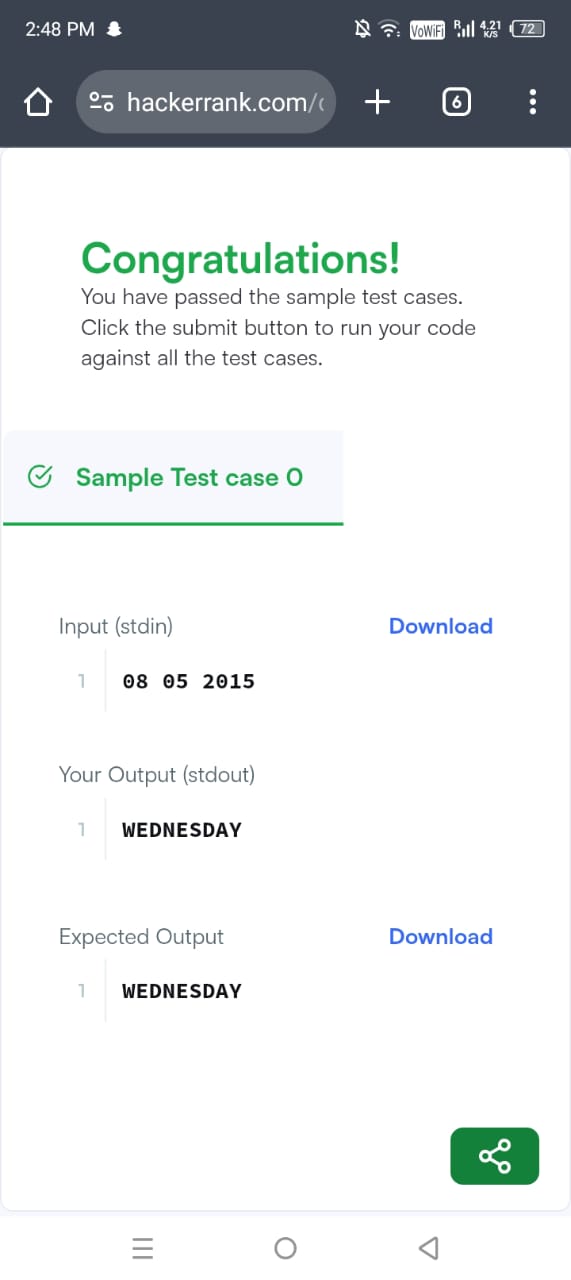 2:48 PM
VoWiFi R 4.21 K/S 72
hackerrank.com/
6
Congratulations!
You have passed the sample test cases.
Click the submit button to run your code
against all the test cases.
Sample Test case 0
Input (stdin) Download
1 08 05 2015
Your Output (stdout)
1 WEDNESDAY
Expected Output Download
1 WEDNESDAY